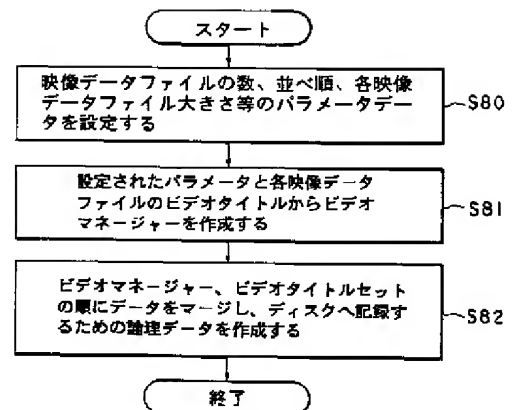 スタート
映像データファイルの数、並べ順、各映像
データファイル大きさ等のパラメータデー
タを設定する
S80
設定されたパラメータと各映像データ
ファイルのビデオタイトルからビデオ
マネージャーを作成する
S81
ビデオマネージャー、ビデオタイトルセット
の順にデータをマージし、ディスクへ記録す
るための論理データを作成する
S82
終了